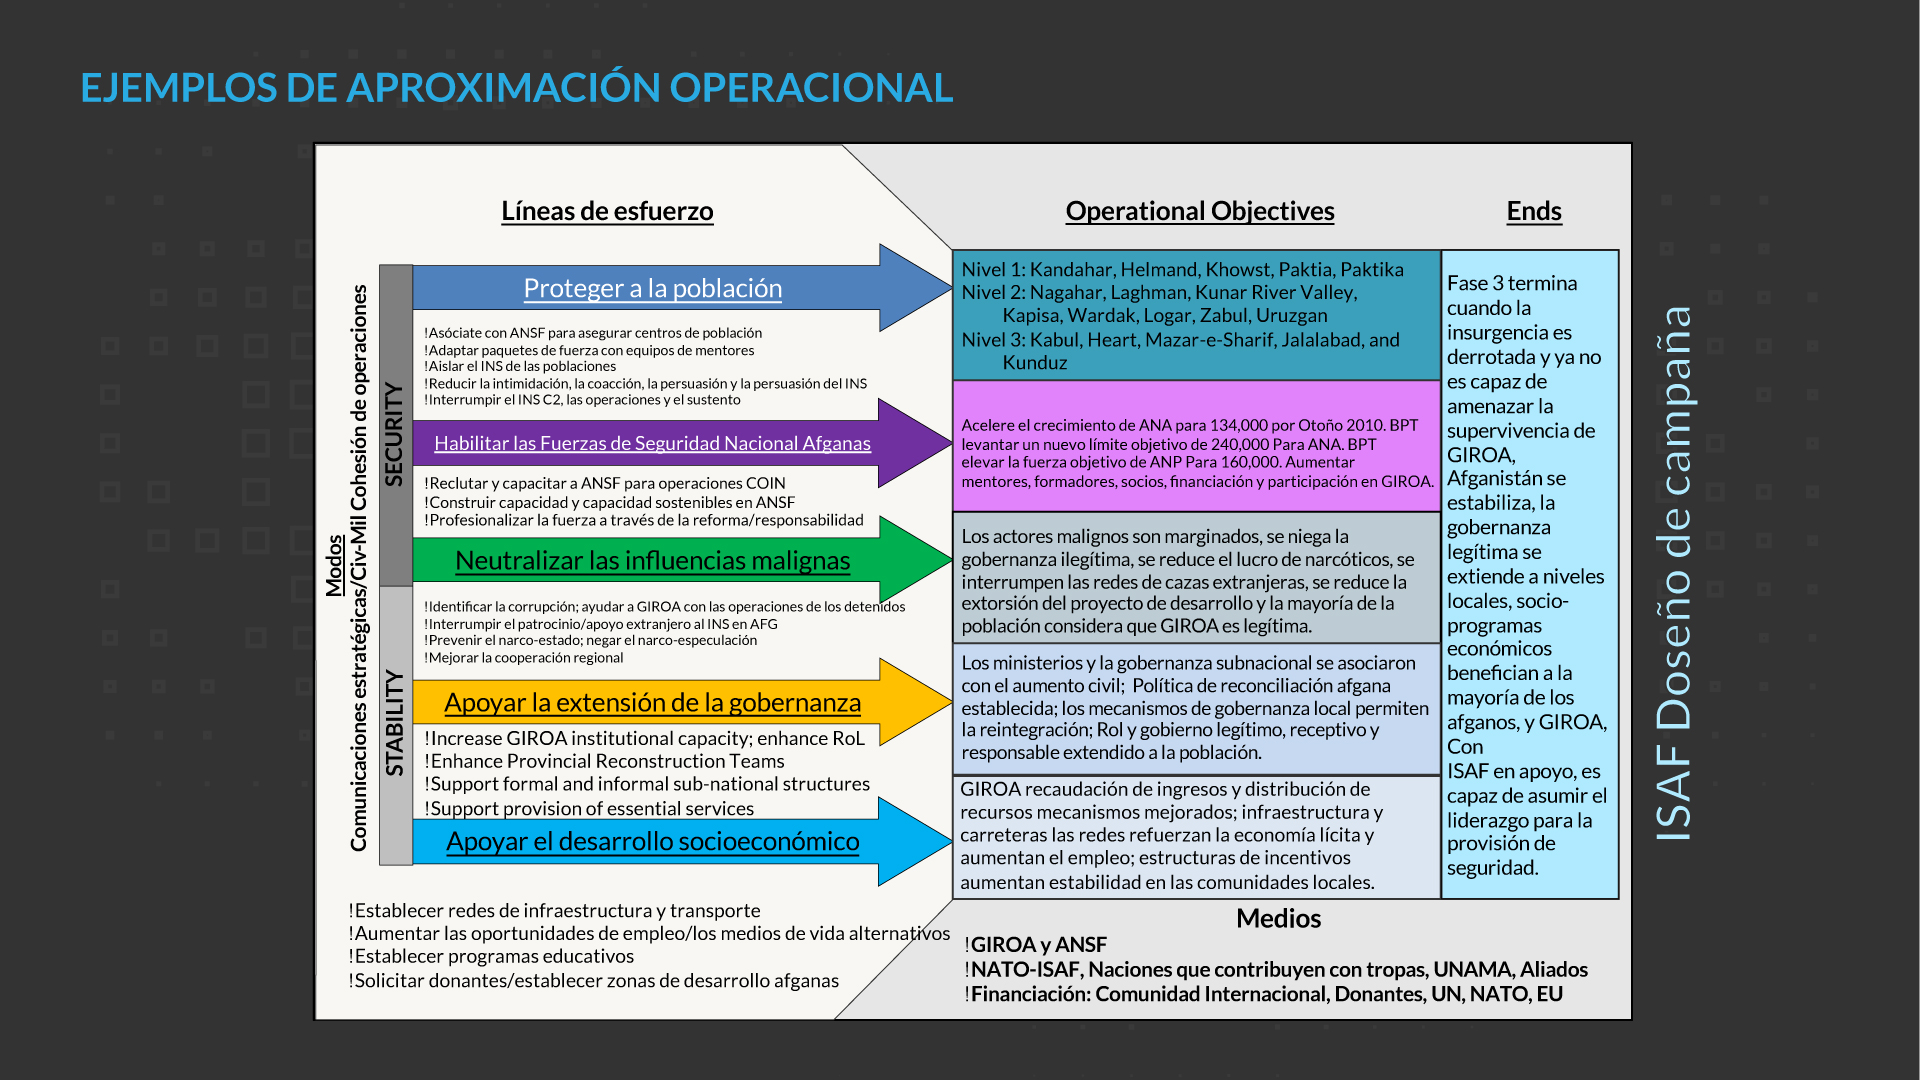 EJEMPLOS DE APROXIMACIÓN OPERACIONAL
Líneas de esfuerzo
Operational Objectives
Ends
Modos
Comunicaciones estratégicas/Civ-Mil Cohesión de operaciones
SECURITY
STABILITY
Proteger a la población
!Asóciate con ANSF para asegurar centros de población
!Adaptar paquetes de fuerza con equipos de mentores
!Aislar el INS de las poblaciones
!Reducir la intimidación, la coacción, la persuasión y la persuasión del INS
!Interrumpir el INS C2, las operaciones y el sustento
Habilitar las Fuerzas de Seguridad Nacional Afganas
!Reclutar y capacitar a ANSF para operaciones COIN
!Construir capacidad y capacidad sostenibles en ANSF
!Profesionalizar la fuerza a través de la reforma/responsabilidad
Neutralizar las influencias malignas
!Identificar la corrupción; ayudar a GIROA con las operaciones de los detenidos
!Interrumpir el patrocinio/apoyo extranjero al INS en AFG
!Prevenir el narco-estado; negar el narco-especulación
!Mejorar la cooperación regional
Apoyar la extensión de la gobernanza
!Increase GIROA institutional capacity; enhance RoL
!Enhance Provincial Reconstruction Teams
!Support formal and informal sub-national structures
!Support provision of essential services
Apoyar el desarrollo socioeconómico
!Establecer redes de infraestructura y transporte
!Aumentar las oportunidades de empleo/los medios de vida alternativos
!Establecer programas educativos
!Solicitar donantes/establecer zonas de desarrollo afganas
Nivel 1: Kandahar, Helmand, Khowst, Paktia, Paktika
Nivel 2: Nagahar, Laghman, Kunar River Valley,
Kapisa, Wardak, Logar, Zabul, Uruzgan
Nivel 3: Kabul, Heart, Mazar-e-Sharif, Jalalabad, and
Kunduz
Acelere el crecimiento de ANA para 134,000 por Otoño 2010. BPT
levantar un nuevo límite objetivo de 240,000 Para ANA. BPT
elevar la fuerza objetivo de ANP Para 160,000. Aumentar
mentores, formadores, socios, financiación y participación en GIROA.
Los actores malignos son marginados, se niega la
gobernanza ilegítima, se reduce el lucro de narcóticos, se
interrumpen las redes de cazas extranjeras, se reduce la
extorsión del proyecto de desarrollo y la mayoría de la
población considera que GIROA es legítima.
Los ministerios y la gobernanza subnacional se asociaron
con el aumento civil; Política de reconciliación afgana
establecida; los mecanismos de gobernanza local permiten
la reintegración; Rol y gobierno legítimo, receptivo y
responsable extendido a la población.
GIROA recaudación de ingresos y distribución de
recursos mecanismos mejorados; infraestructura y
carreteras las redes refuerzan la economía lícita y
aumentan el empleo; estructuras de incentivos
aumentan estabilidad en las comunidades locales.
Fase 3 termina
cuando la
insurgencia es
derrotada y ya no
es capaz de
amenazar la
supervivencia de
GIROA,
Afganistán se
estabiliza, la
gobernanza
legítima se
extiende a niveles
locales, socio-
programas
económicos
benefician a la
mayoría de los
afganos, y GIROA,
Con
ISAF en apoyo, es
capaz de asumir el
liderazgo para la
provisión de
seguridad.
Medios
!GIROA y ANSF
!NATO-ISAF, Naciones que contribuyen con tropas, UNAMA, Aliados
!Financiación: Comunidad Internacional, Donantes, UN, NATO, EU
ISAF Doseño de campaña